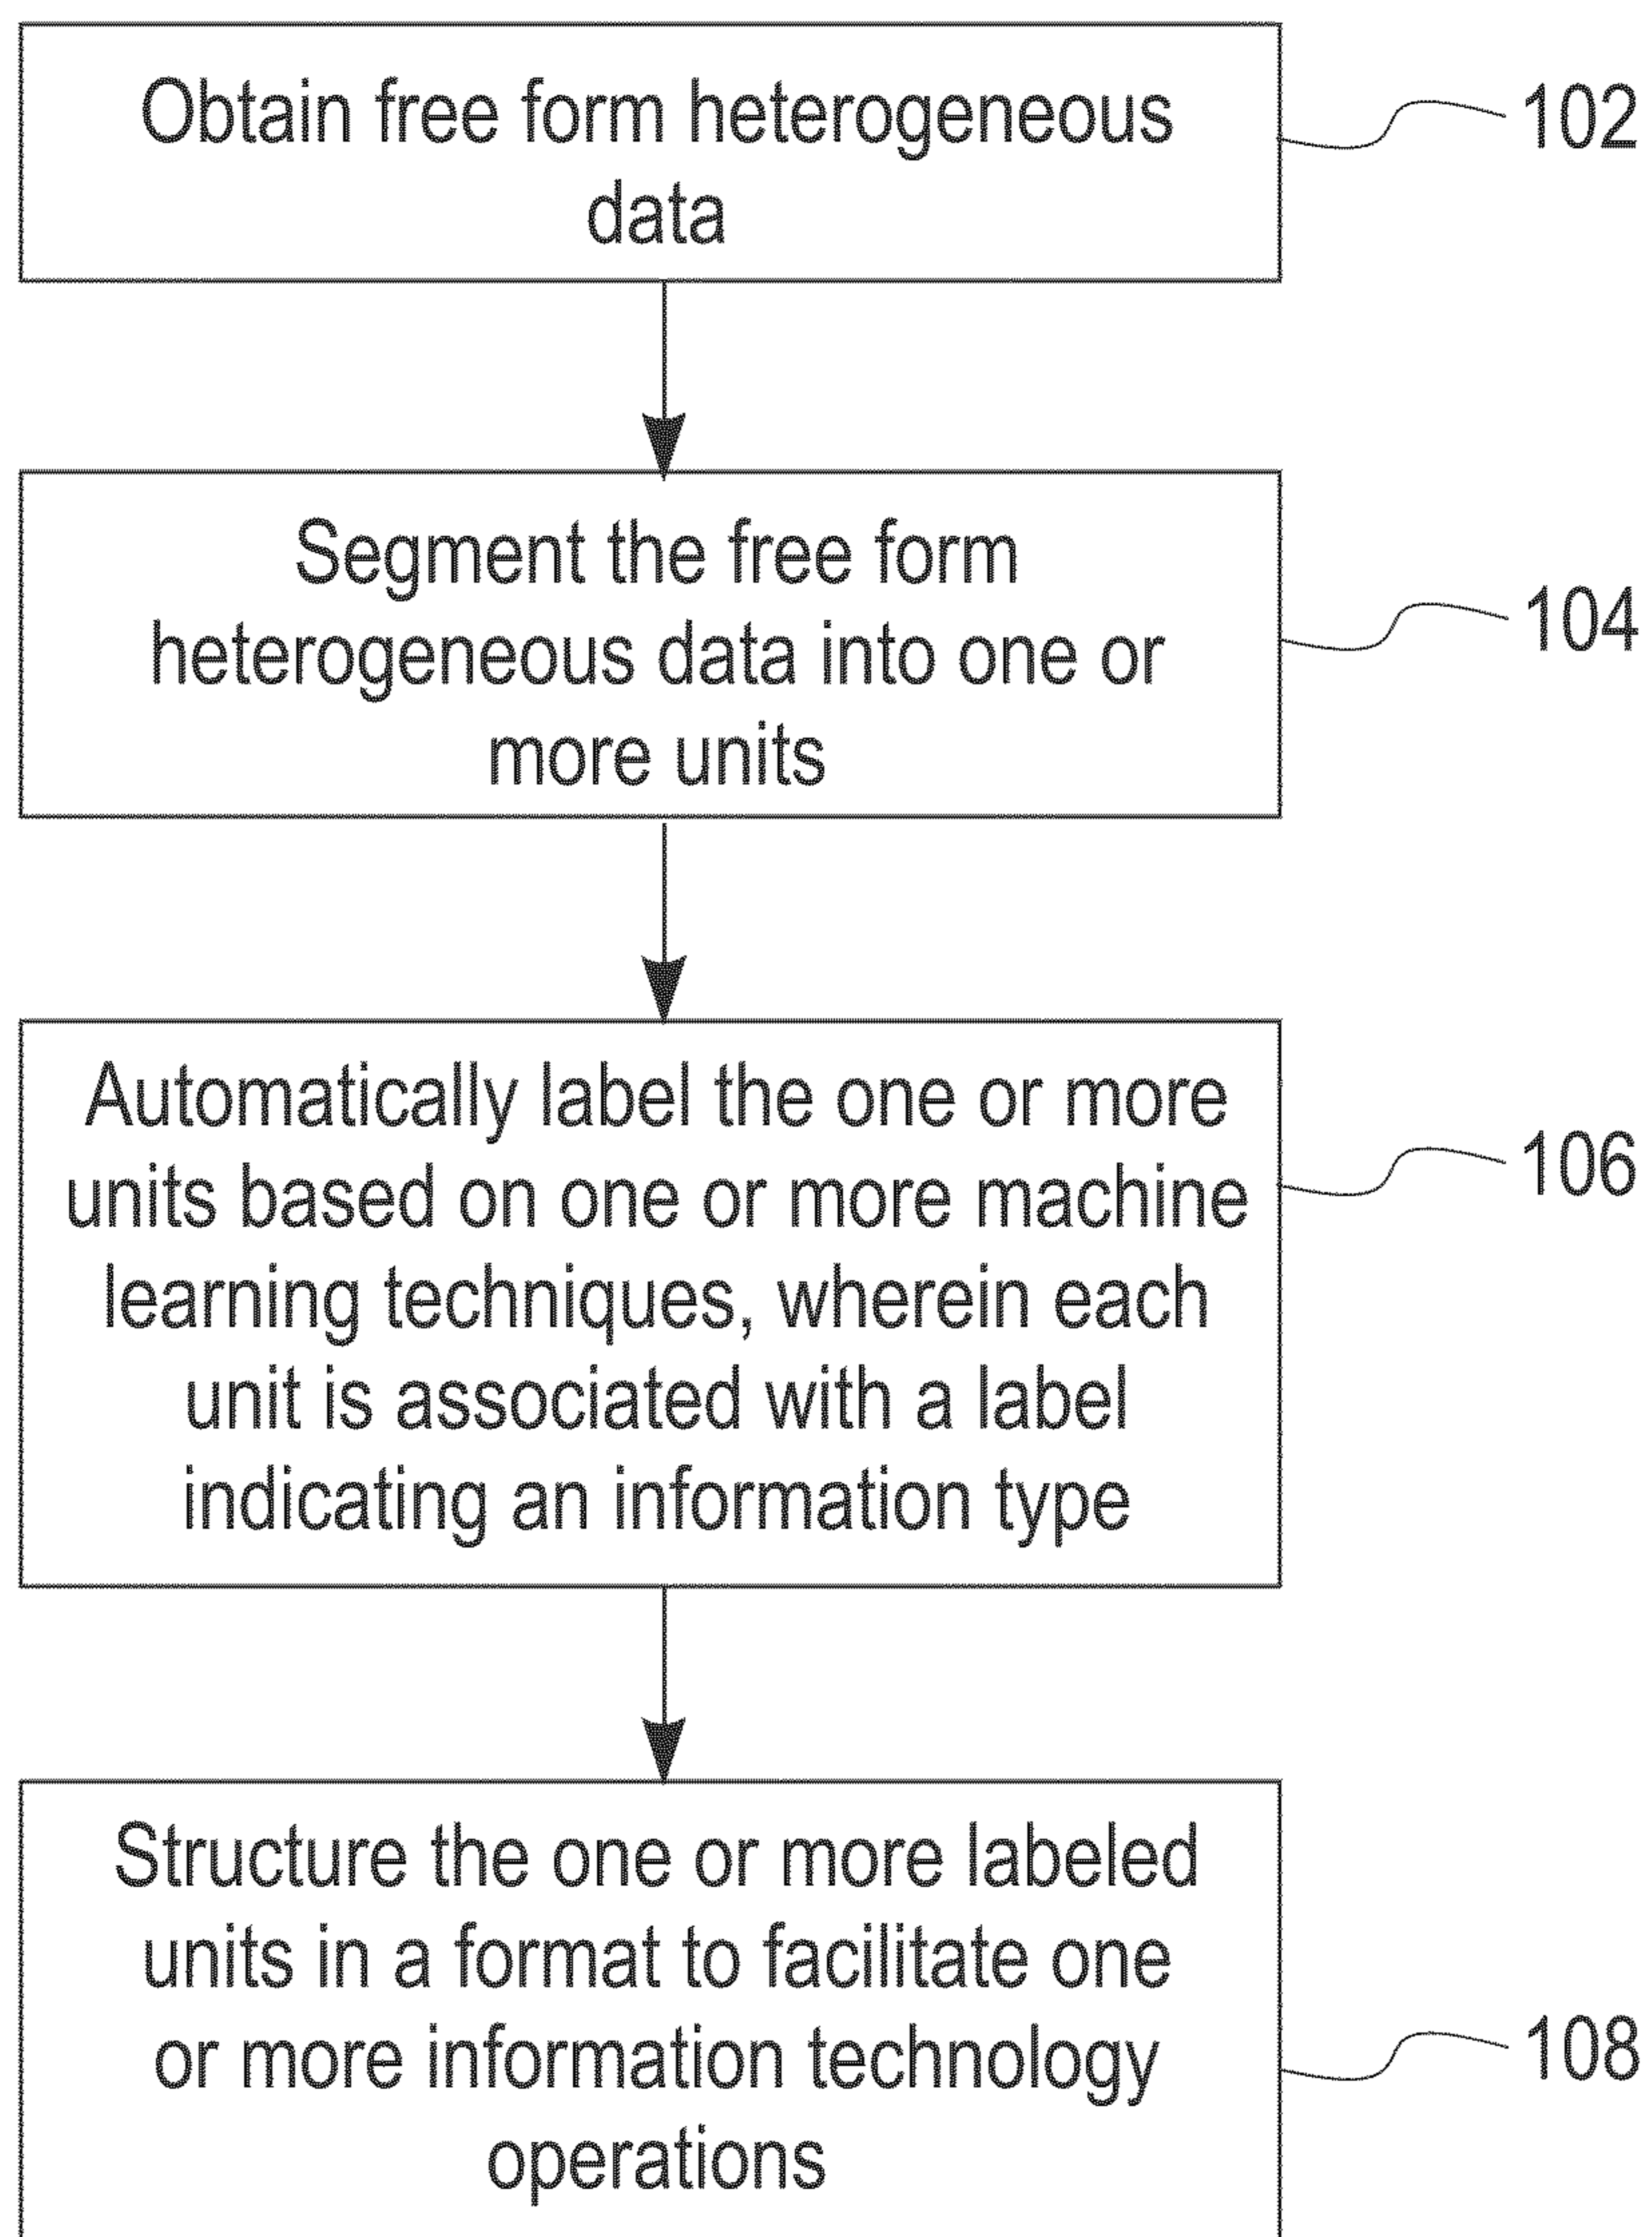 Obtain free form heterogeneous
data
102
Segment the free form
heterogeneous data into one or
more units
104
Automatically label the one or more
units based on one or more machine
learning techniques, wherein each
unit is associated with a label
indicating an information type
106
Structure the one or more labeled
units in a format to facilitate one
or more information technology
operations
108